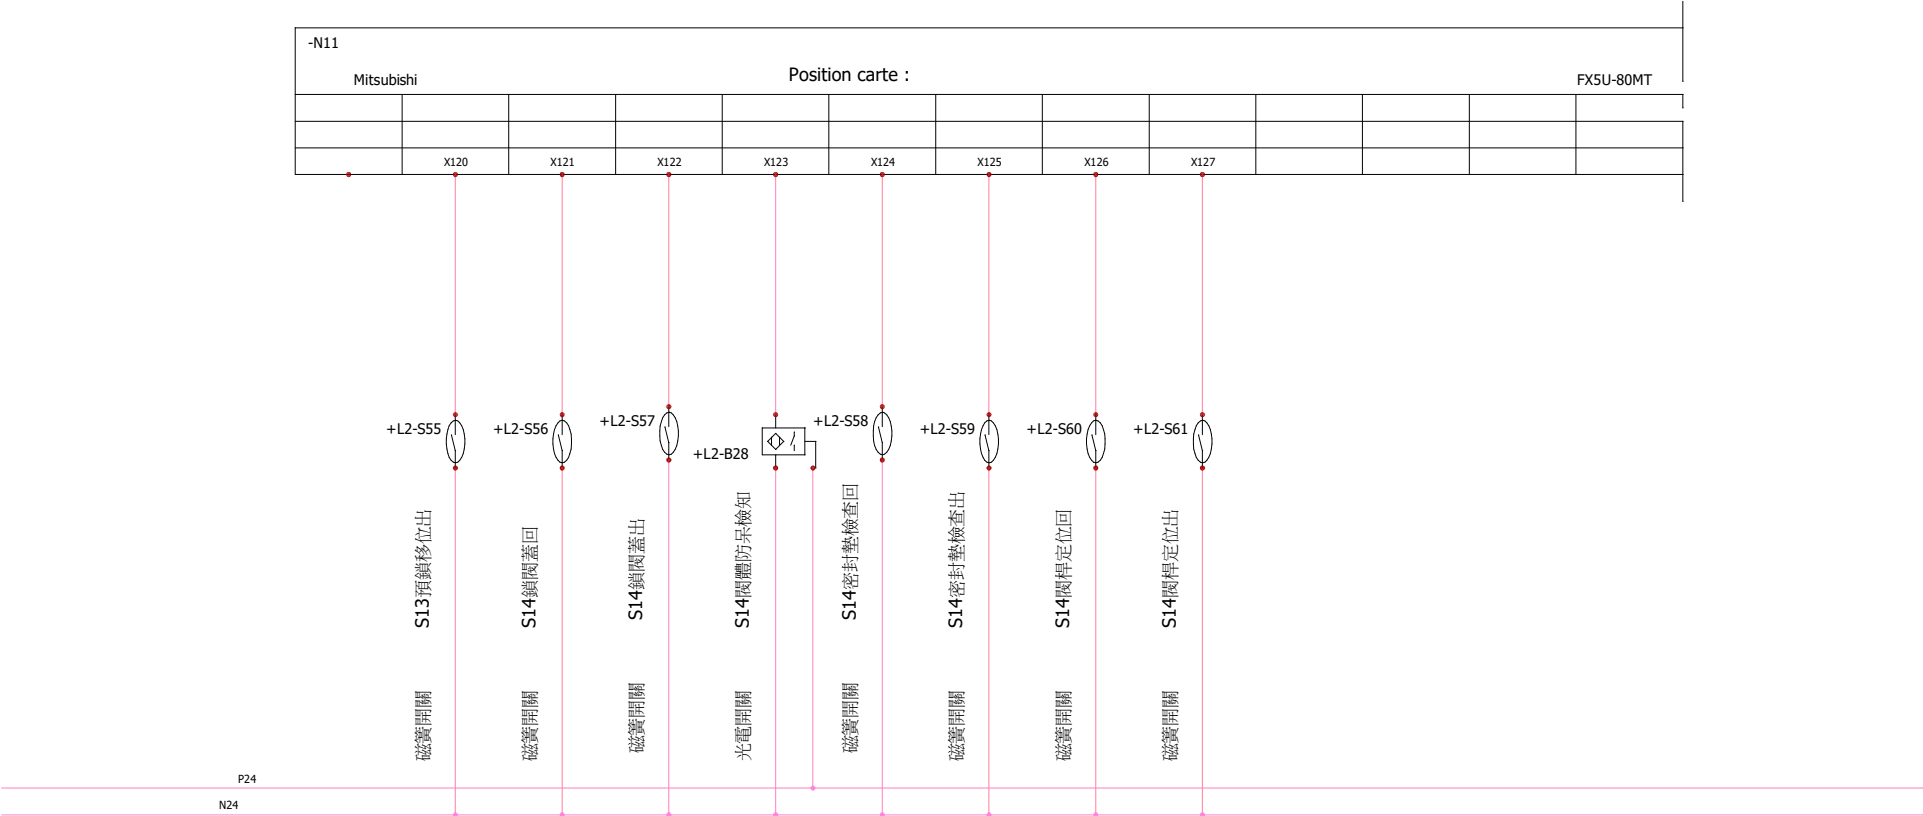 -N11
Mitsubishi
Position carte :
FX5U-80MT
X120
X121
X122
X123
X124
X125
X126
X127
+L2-S55
+L2-S56
+L2-S57
+L2-B28
+L2-S58
+L2-S59
+L2-S60
+L2-S61
S13預鎖移位出
S14鎖閥蓋回
S14鎖閥蓋出
S14閥體防呆檢知
S14密封墊檢查回
S14密封墊檢查出
S14閥桿定位回
S14閥桿定位出
磁簧開關
磁簧開關
磁簧開關
光電開關
磁簧開關
磁簧開關
磁簧開關
磁簧開關
P24
N24